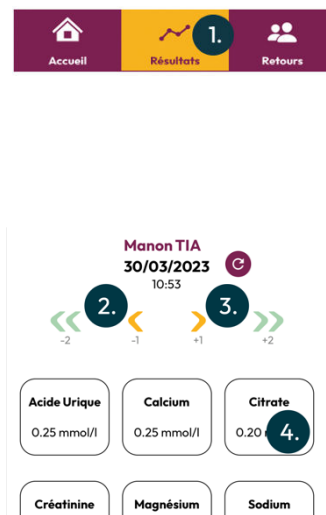 1.
Accueil Résultats Retours
Manon TIA
30/03/2023
10:53
2. 3.
-2 -1 +1 +2
Acide Urique Calcium Citrate
0.25 mmol/l 0.25 mmol/l 0.20 4.
Créatinine Magnésium Sodium